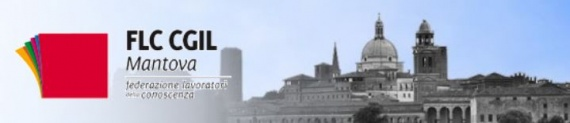 FLC CGIL
Mantova
federazione lavoratori
della conoscenza